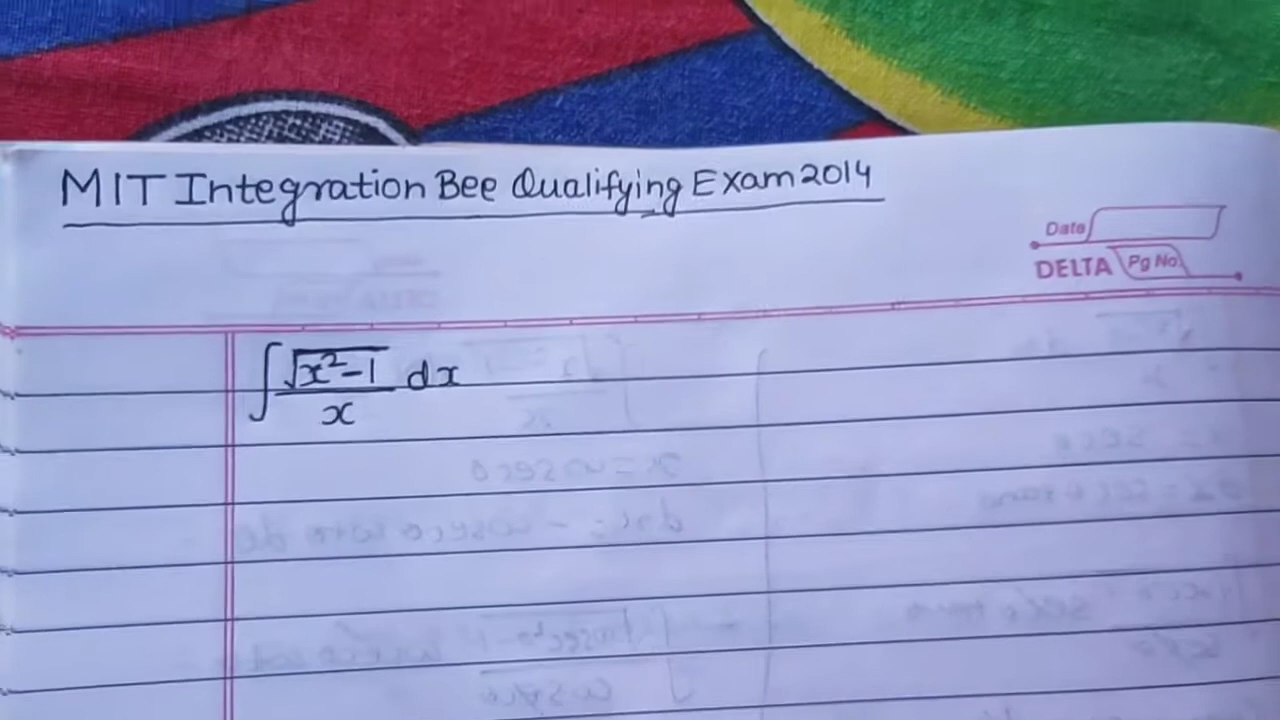 MIT Integration Bee Qualifying Exam 2014
Date
DELTA Pg No.
∫ √(x²-1) / x dx